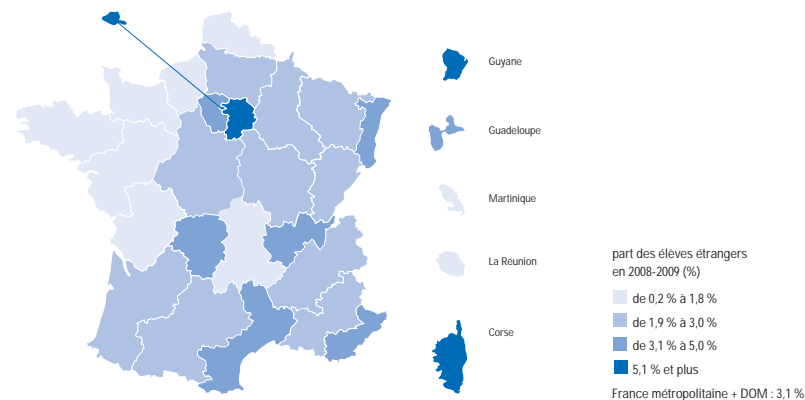 Guyane
Guadeloupe
Martinique
La Réunion
Corse
part des élèves étrangers
en 2008-2009 (%)
de 0,2 % à 1,8 %
de 1,9 % à 3,0 %
de 3,1 % à 5,0 %
5,1 % et plus
France métropolitaine + DOM : 3,1 %